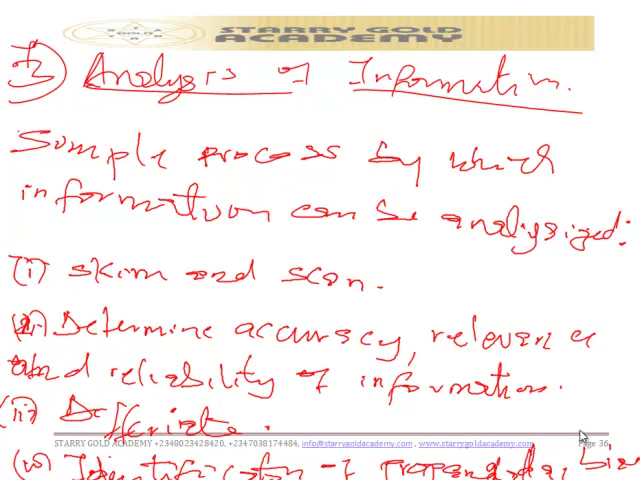 STARRY GOLD
ACADEMY
Analysis of Information.
Sample process by which
information can be analysized:
(i) skim and scan.
(ii) Determine accuracy, relevance
and reliability of information.
(iii)
STARRY GOLD ACADEMY +2348023428420, +2347038174484, info@starrygoldacademy.com , www.starrygoldacademy.com Page 36
(iv) Identification of propaganda, bias